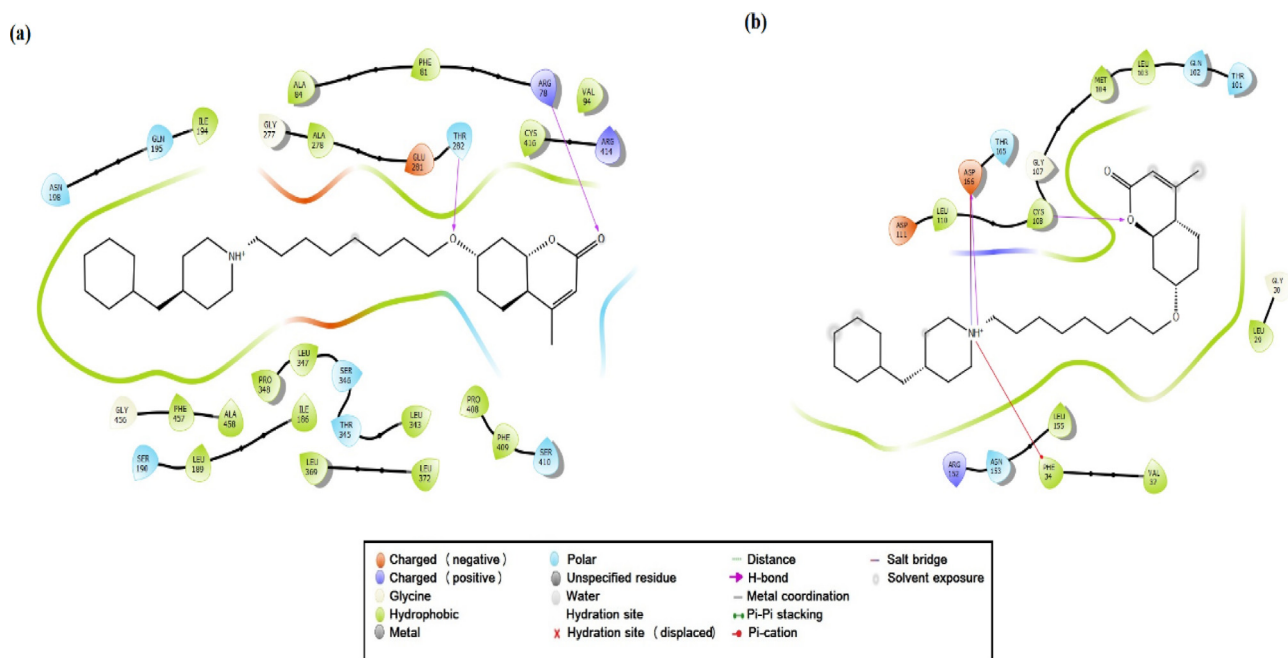 (a)
(b)
PHE
81
ALA
84
ARG
78
VAL
94
ILE
194
GLN
195
GLY
277
ALA
278
GLU
281
THR
282
CYS
416
ARG
414
ASN
198
O
O
O
NH+
LEU
347
SER
346
PRO
348
THR
345
LEU
343
GLY
456
PHE
457
ALA
458
ILE
186
SER
190
LEU
189
LEU
369
LEU
372
PRO
408
PHE
409
SER
410
LEU
103
GLN
102
MET
104
THR
101
THR
165
GLY
107
ASP
166
CYS
108
LEU
110
ASP
111
O
O
O
NH+
GLY
20
LEU
29
LEU
155
ARG
152
ASN
153
PHE
34
VAL
37
Charged (negative)
Charged (positive)
Glycine
Hydrophobic
Metal
Polar
Unspecified residue
Water
Hydration site
Hydration site (displaced)
Distance
H-bond
Metal coordination
Pi-Pi stacking
Pi-cation
Salt bridge
Solvent exposure